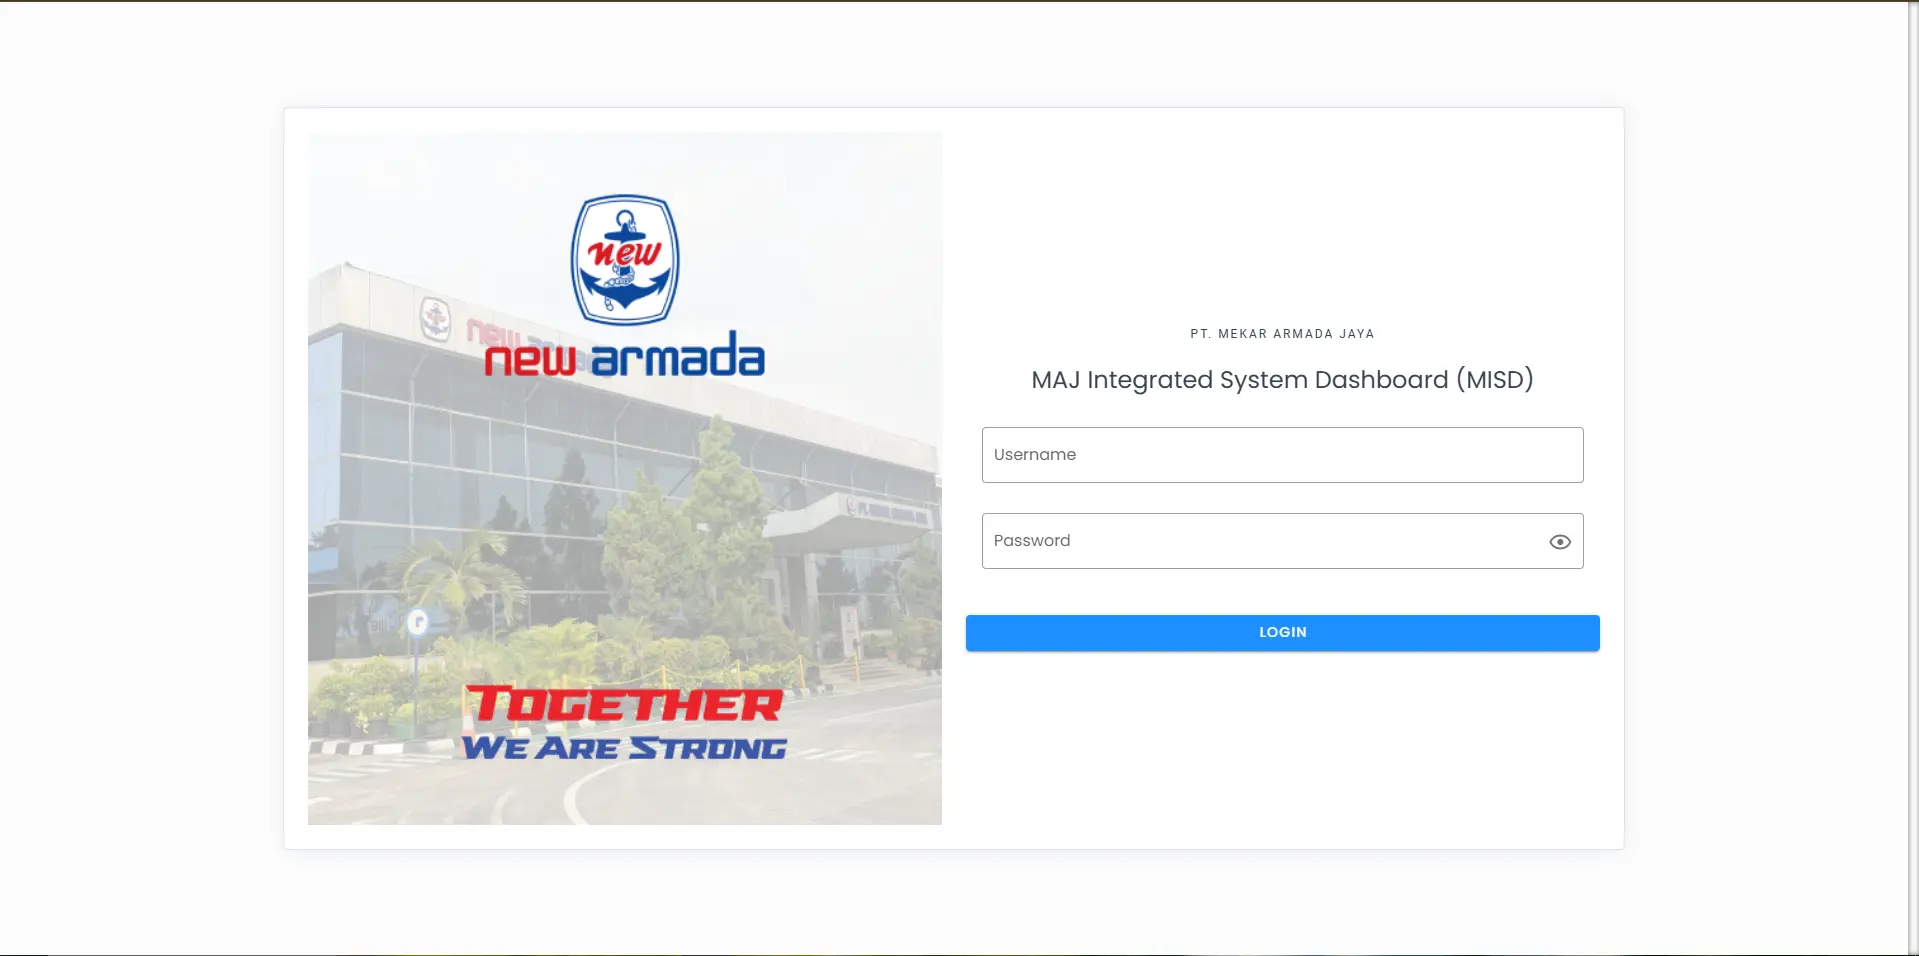 new
new armada
new
TOGETHER
WE ARE STRONG
PT. MEKAR ARMADA JAYA
MAJ Integrated System Dashboard (MISD)
Username
Password
LOGIN